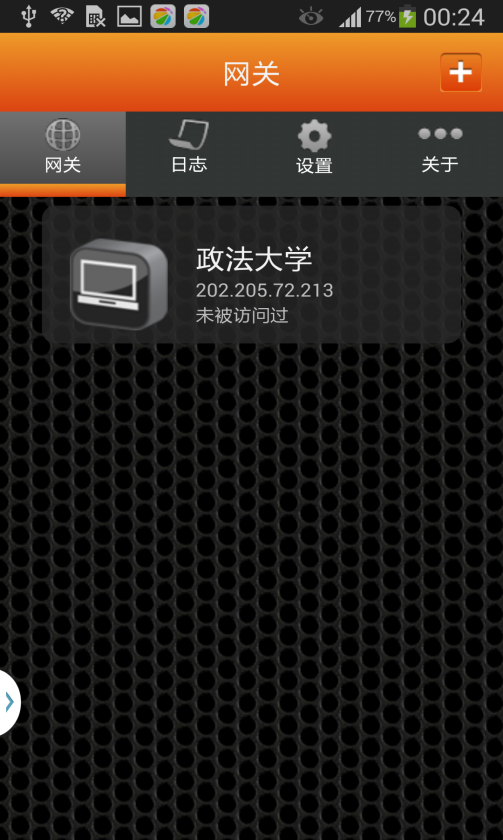 77% 00:24
网关
网关 日志 设置 关于
政法大学
202.205.72.213
未被访问过